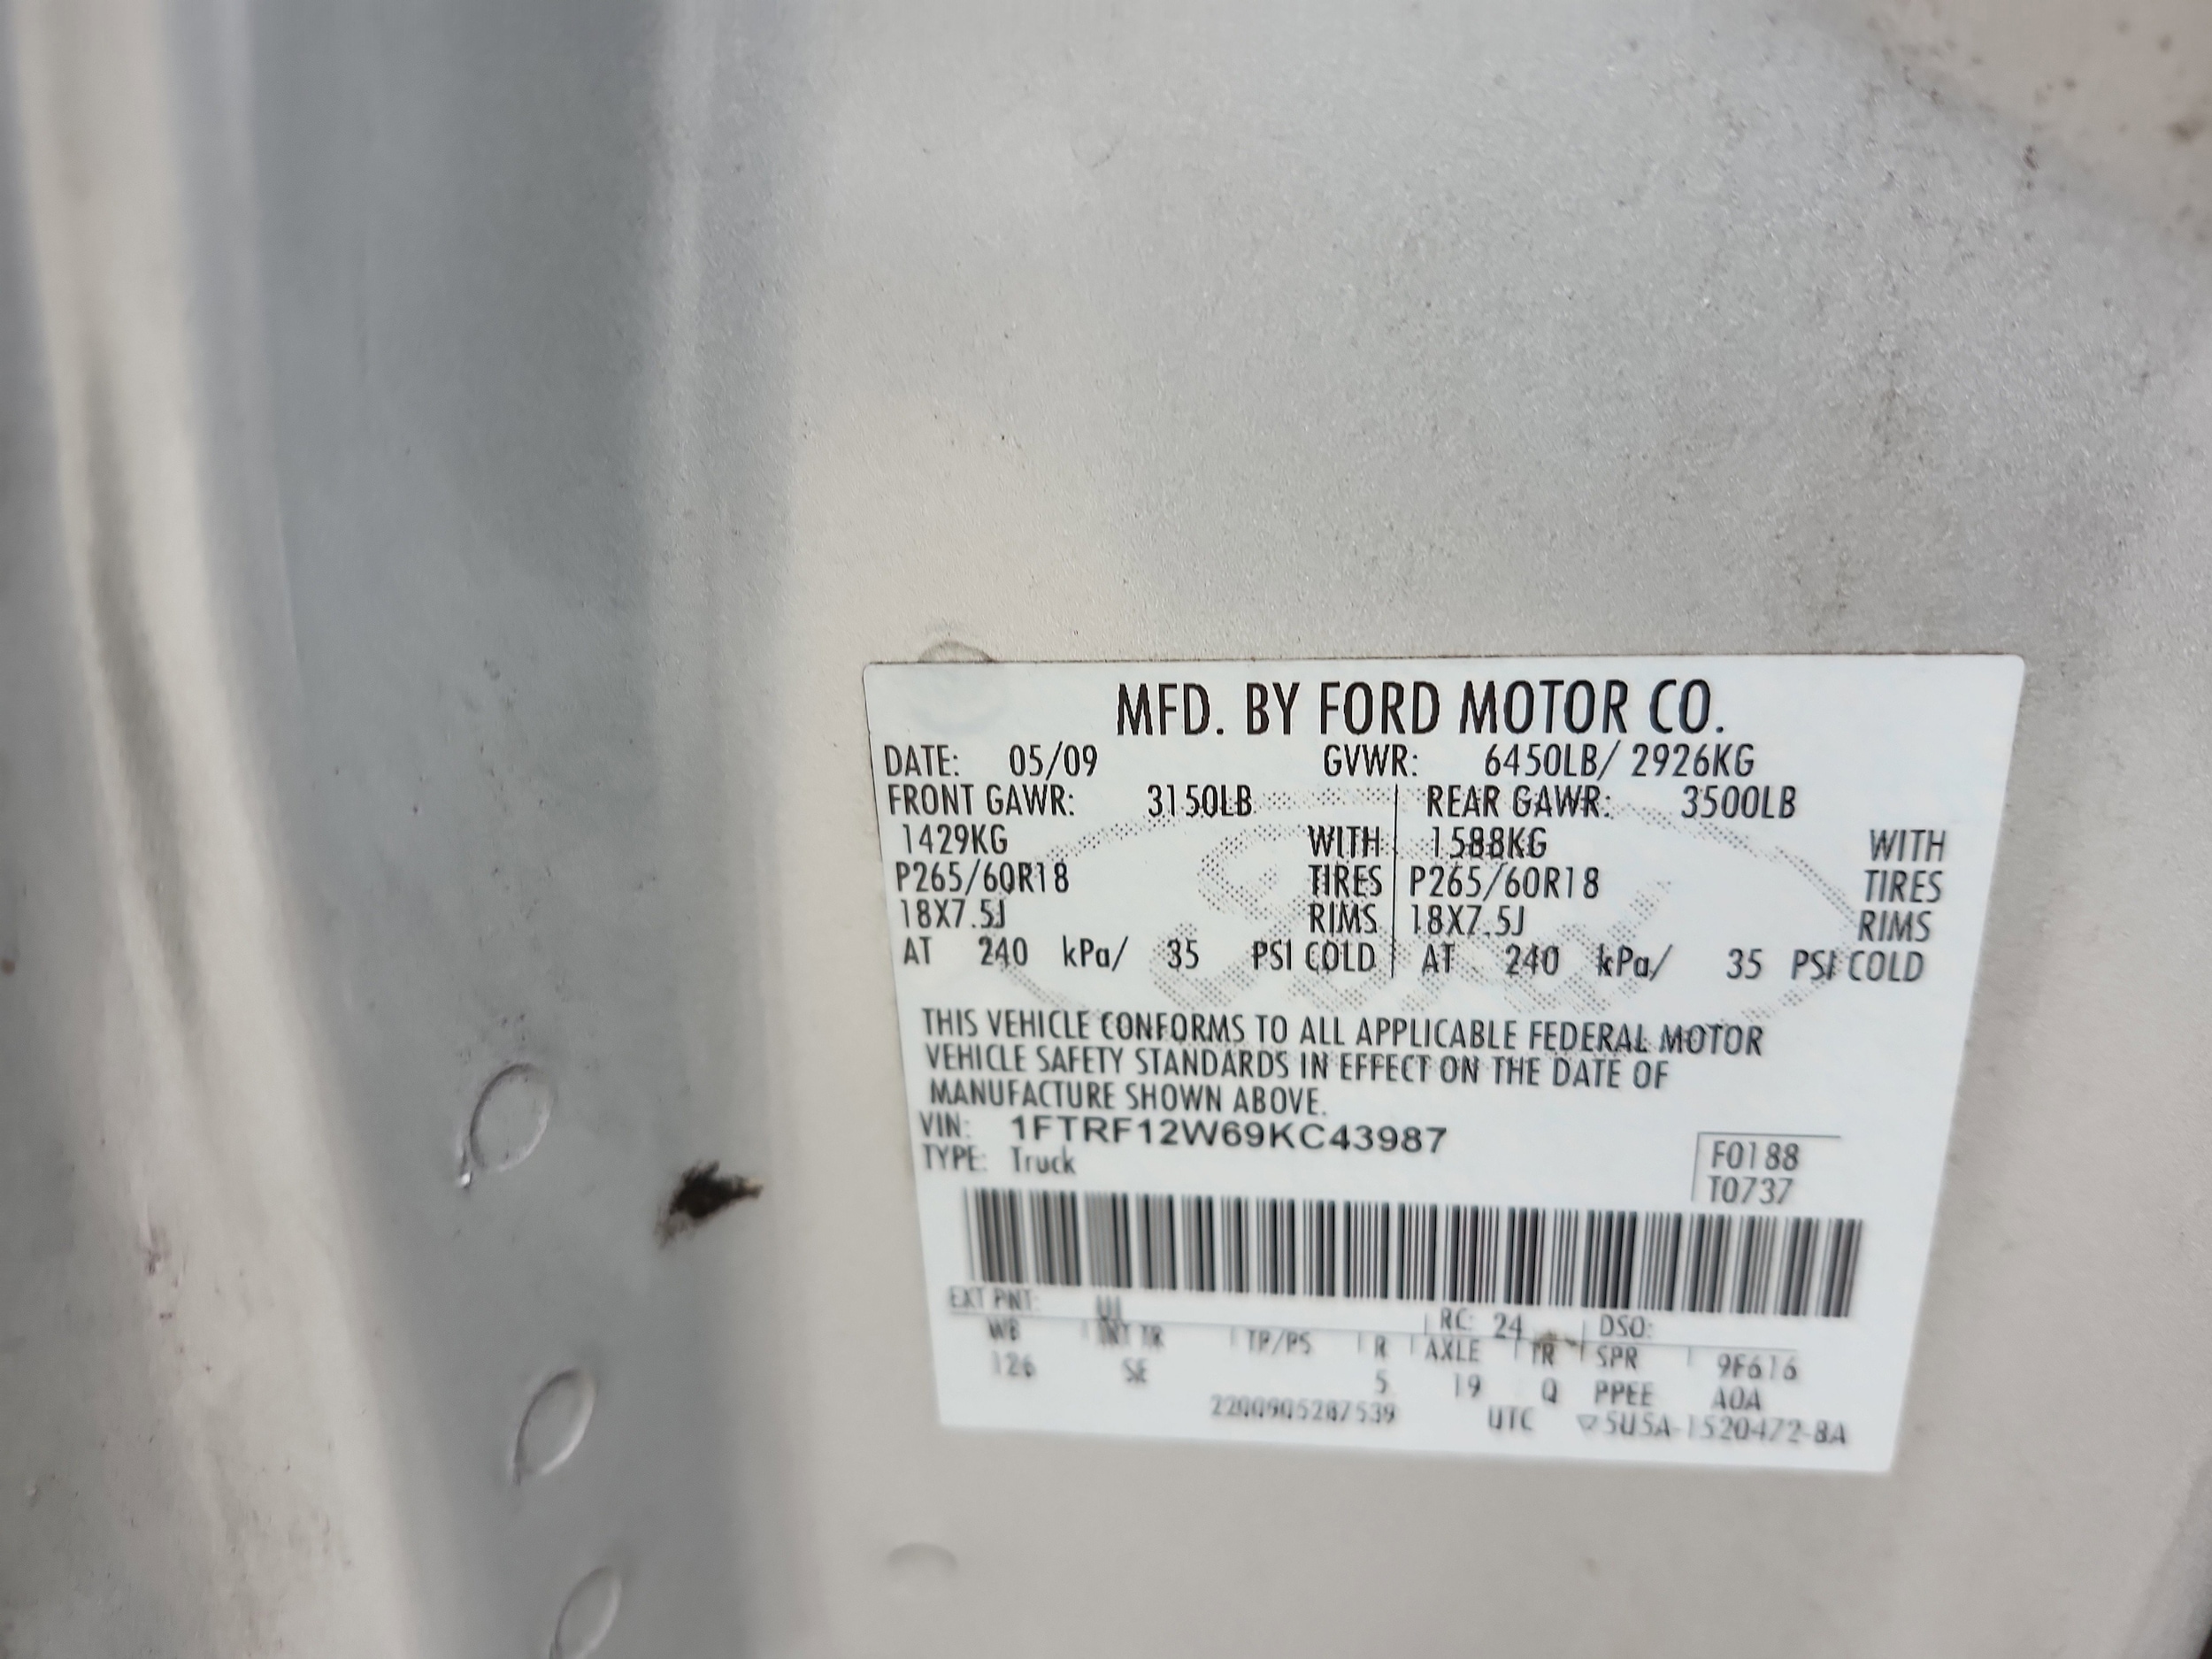 MFD. BY FORD MOTOR CO.
DATE: 05/09 GVWR: 6450LB/ 2926KG
FRONT GAWR: 3150LB REAR GAWR: 3500LB
1429KG WITH 1588KG WITH
P265/60R18 TIRES P265/60R18 TIRES
18X7.5J RIMS 18X7.5J RIMS
AT 240 kPa/ 35 PSI COLD AT 240 kPa/ 35 PSI COLD
THIS VEHICLE CONFORMS TO ALL APPLICABLE FEDERAL MOTOR
VEHICLE SAFETY STANDARDS IN EFFECT ON THE DATE OF
MANUFACTURE SHOWN ABOVE.
VIN: 1FTRF12W69KC43987
TYPE: Truck
F0188
T0737
EXT PNT: RC: 24 DSO:
WB INT TR TP/PS R AXLE TR SPR 9F616
126 SE 5 19 Q PPEE A0A
2200905287539 UTC ▽5U5A-1520472-BA